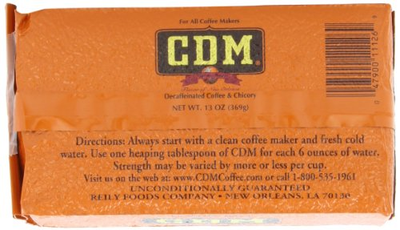 For All Coffee Makers
CDM
Decaffeinated Coffee & Chicory
NET WT. 13 OZ (369g)
Directions: Always start with a clean coffee maker and fresh cold
water. Use one heaping tablespoon of CDM for each 6 ounces of water.
Strength may be varied by more or less per cup.
Visit us on the web at: www.CDMCoffee.com or call 1-800-535-1961
UNCONDITIONALLY GUARANTEED
REILY FOODS COMPANY • NEW ORLEANS, LA 70130